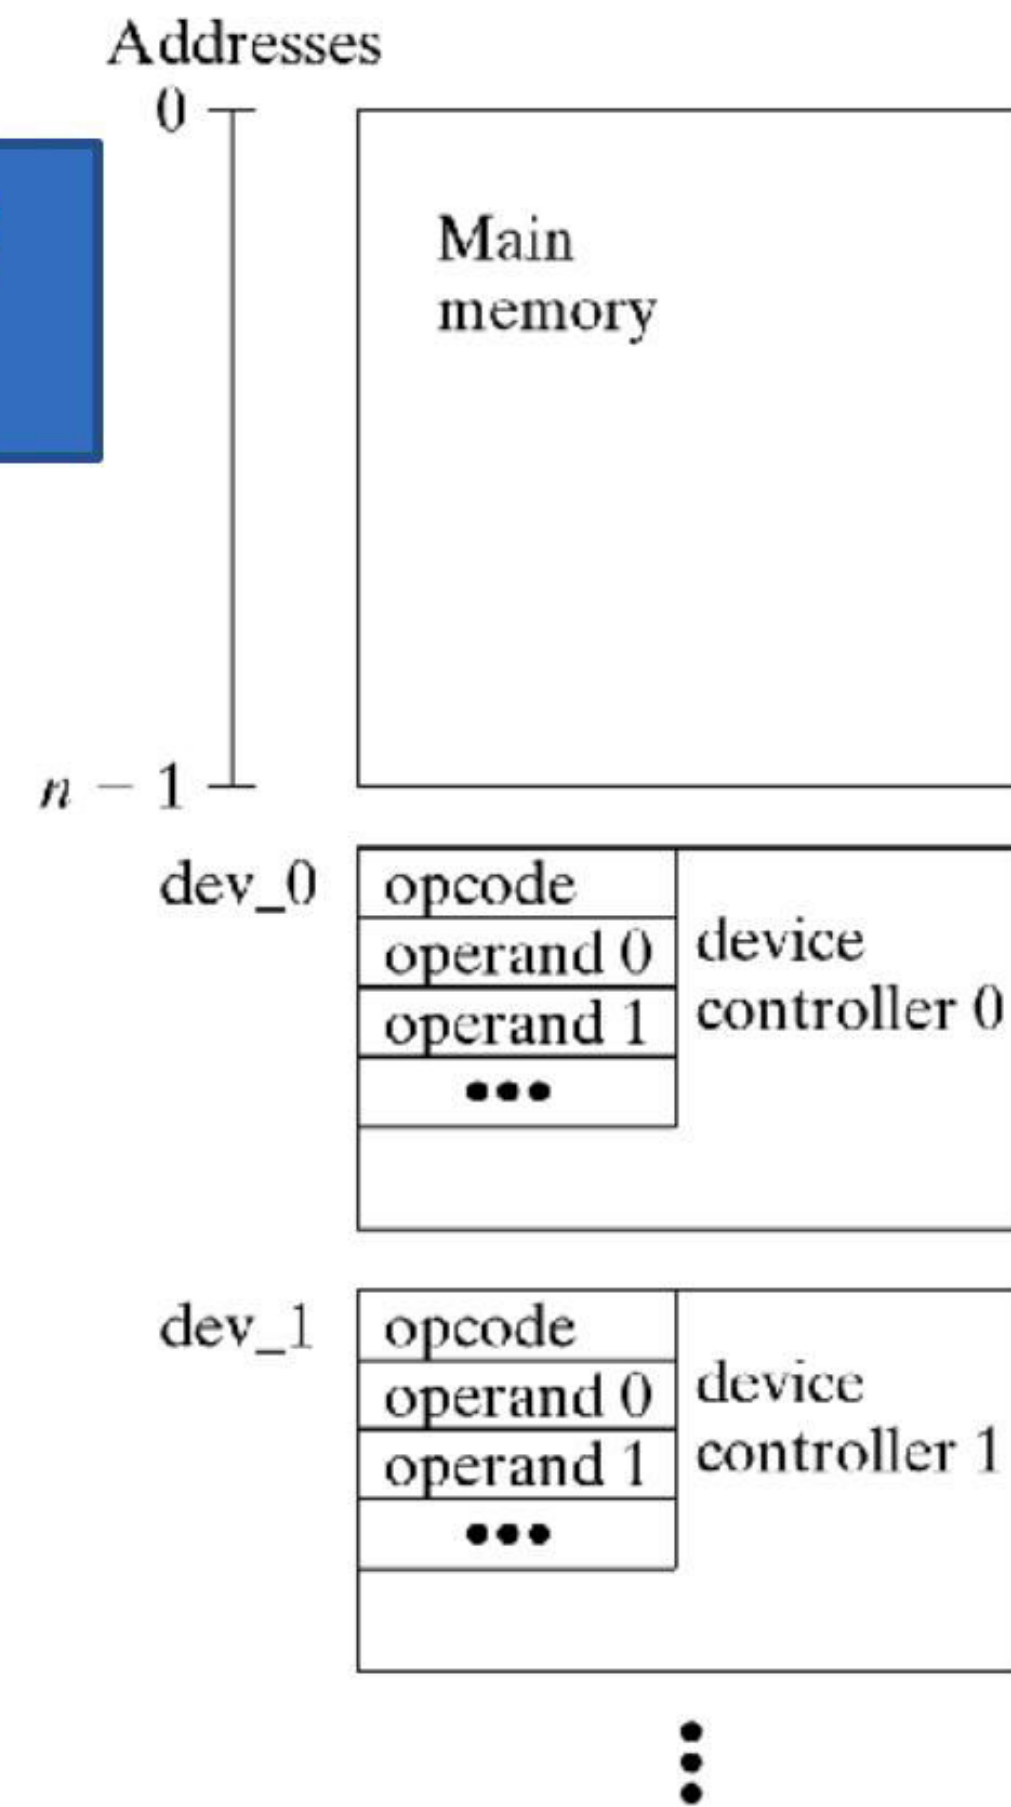 Addresses
0
Main
memory
n − 1
dev_0
opcode
operand 0
operand 1
•••
device
controller 0
dev_1
opcode
operand 0
operand 1
•••
device
controller 1